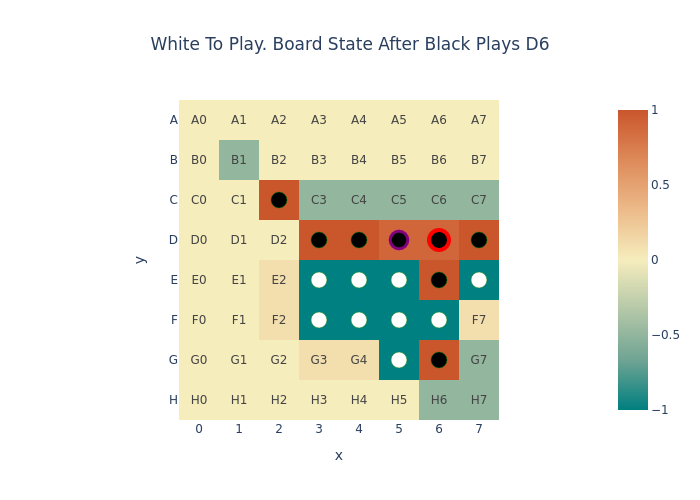 White To Play. Board State After Black Plays D6
A A0 A1 A2 A3 A4 A5 A6 A7
B B0 B1 B2 B3 B4 B5 B6 B7
C C0 C1 C3 C4 C5 C6 C7
D D0 D1 D2
E E0 E1 E2
F F0 F1 F2 F7
G G0 G1 G2 G3 G4 G7
H H0 H1 H2 H3 H4 H5 H6 H7
0 1 2 3 4 5 6 7
x
y
1
0.5
0
−0.5
−1